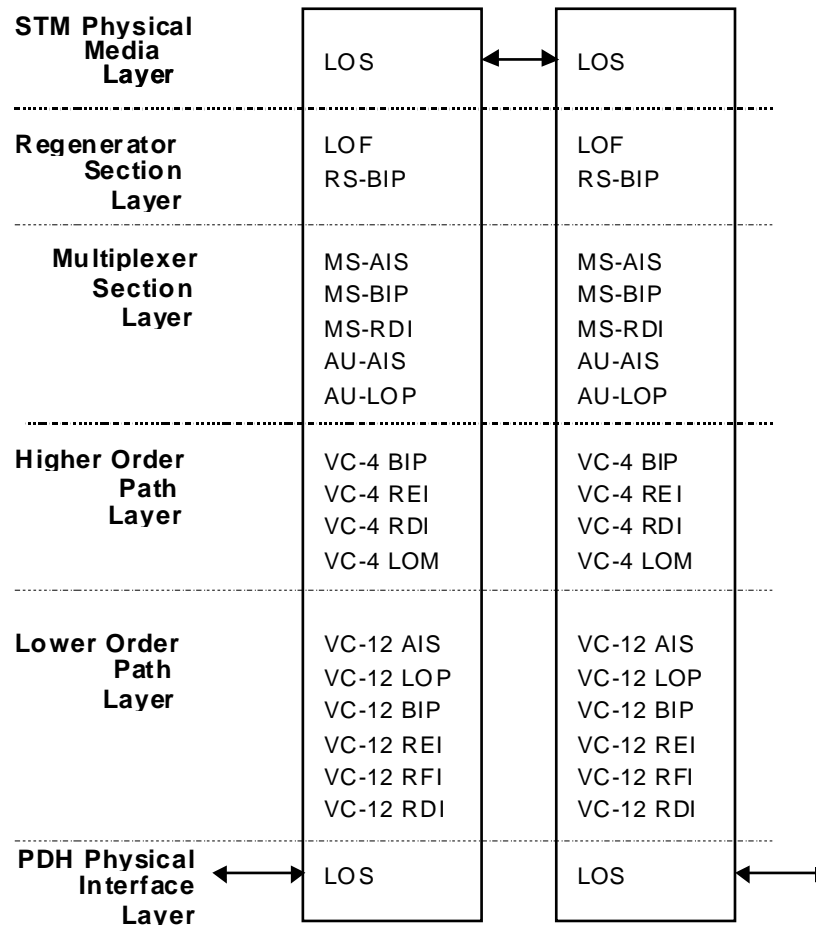 STM Physical
Media
Layer
LOS
LOS
Regenerator
Section
Layer
LOF
LOF
RS-BIP
RS-BIP
Multiplexer
Section
Layer
MS-AIS
MS-AIS
MS-BIP
MS-BIP
MS-RDI
MS-RDI
AU-AIS
AU-AIS
AU-LOP
AU-LOP
Higher Order
Path
Layer
VC-4 BIP
VC-4 BIP
VC-4 REI
VC-4 REI
VC-4 RDI
VC-4 RDI
VC-4 LOM
VC-4 LOM
Lower Order
Path
Layer
VC-12 AIS
VC-12 AIS
VC-12 LOP
VC-12 LOP
VC-12 BIP
VC-12 BIP
VC-12 REI
VC-12 REI
VC-12 RFI
VC-12 RFI
VC-12 RDI
VC-12 RDI
PDH Physical
Interface
Layer
LOS
LOS